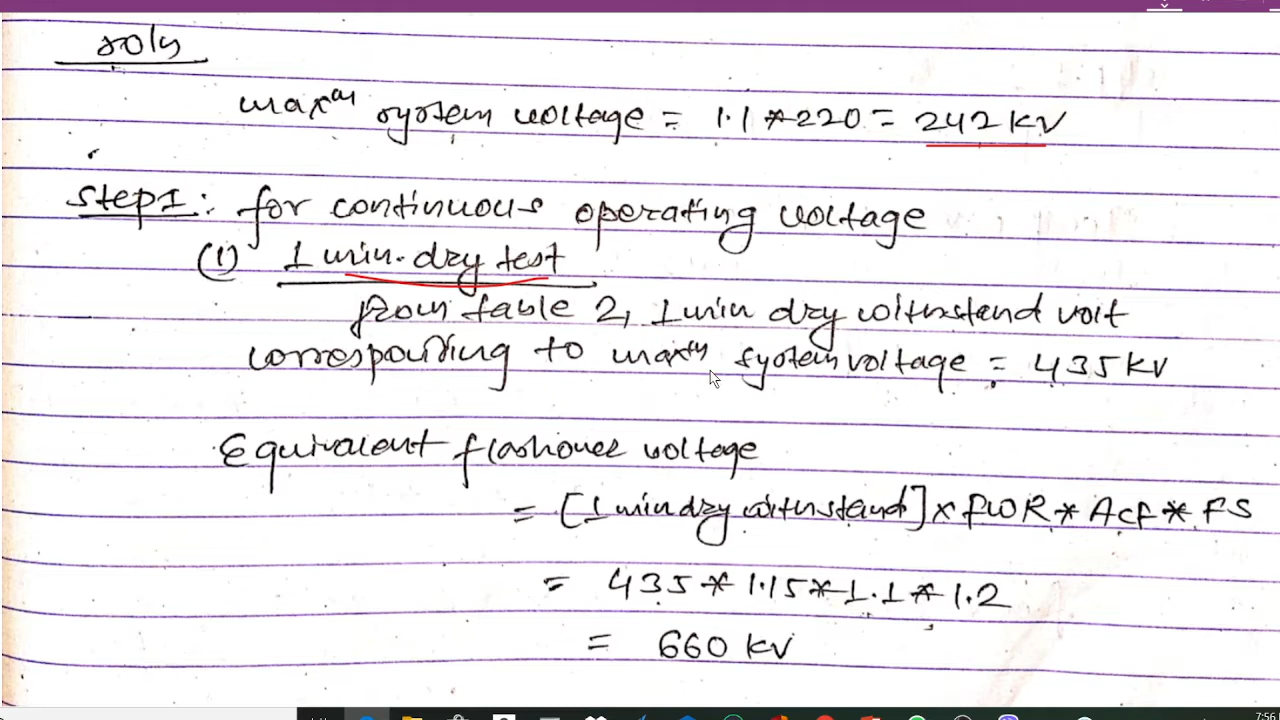 soln
maxm system voltage = 1.1 * 220 = 242 kV
Step 1: for continuous operating voltage
(i) 1 min. dry test
from table 2, 1 min dry withstand volt
corresponding to maxm system voltage = 435 kV
Equivalent flashover voltage
= [1 min dry withstand] x FWR * ACF * FS
= 435 * 1.15 * 1.1 * 1.2
= 660 kV
7:56